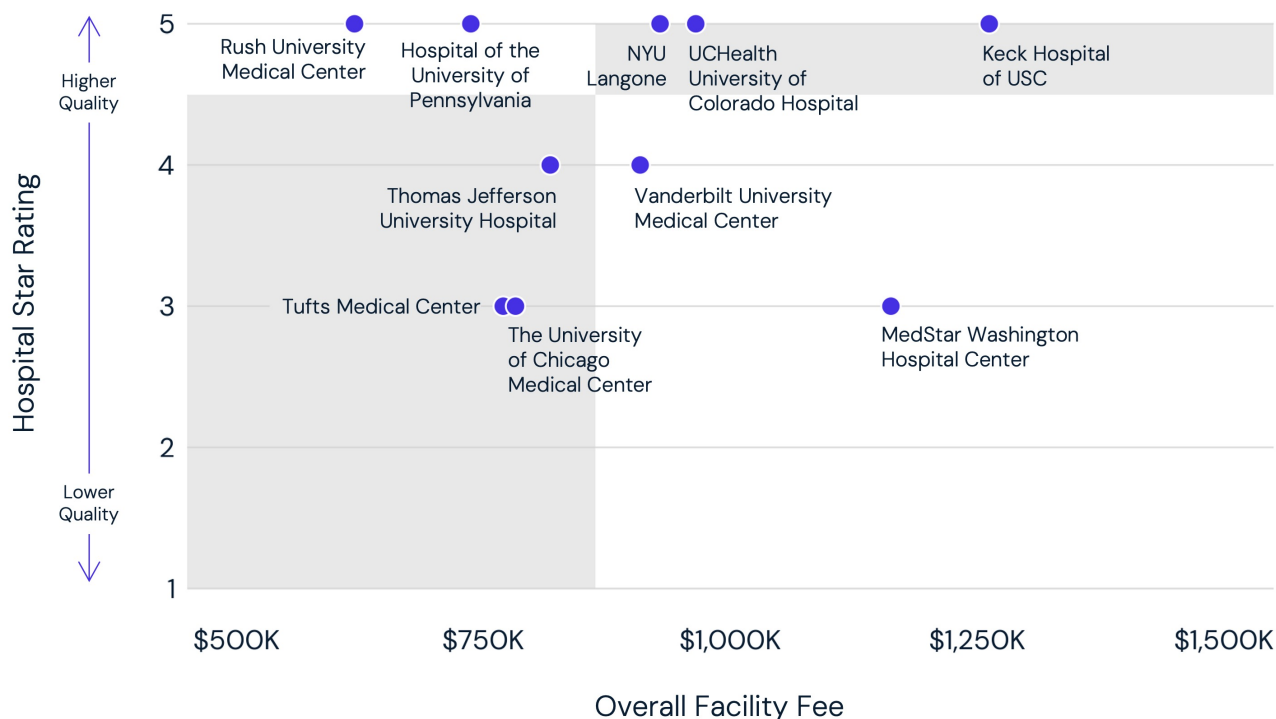 5
Rush University
Medical Center
Hospital of the
University of
Pennsylvania
NYU
Langone
UCHealth
University of
Colorado Hospital
Keck Hospital
of USC
Higher
Quality
4
Thomas Jefferson
University Hospital
Vanderbilt University
Medical Center
Hospital Star Rating
3
Tufts Medical Center
The University
of Chicago
Medical Center
MedStar Washington
Hospital Center
2
Lower
Quality
1
$500K
$750K
$1,000K
$1,250K
$1,500K
Overall Facility Fee